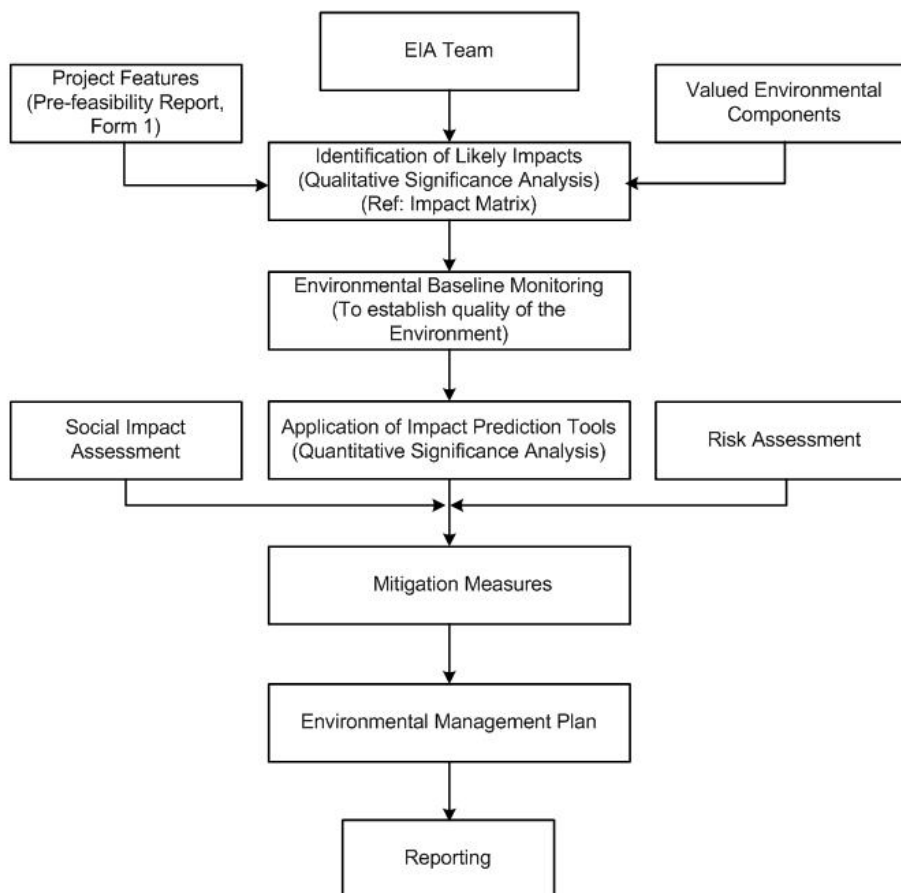 EIA Team
Project Features
(Pre-feasibility Report,
Form 1)
Valued Environmental
Components
Identification of Likely Impacts
(Qualitative Significance Analysis)
(Ref: Impact Matrix)
Environmental Baseline Monitoring
(To establish quality of the
Environment)
Social Impact
Assessment
Application of Impact Prediction Tools
(Quantitative Significance Analysis)
Risk Assessment
Mitigation Measures
Environmental Management Plan
Reporting